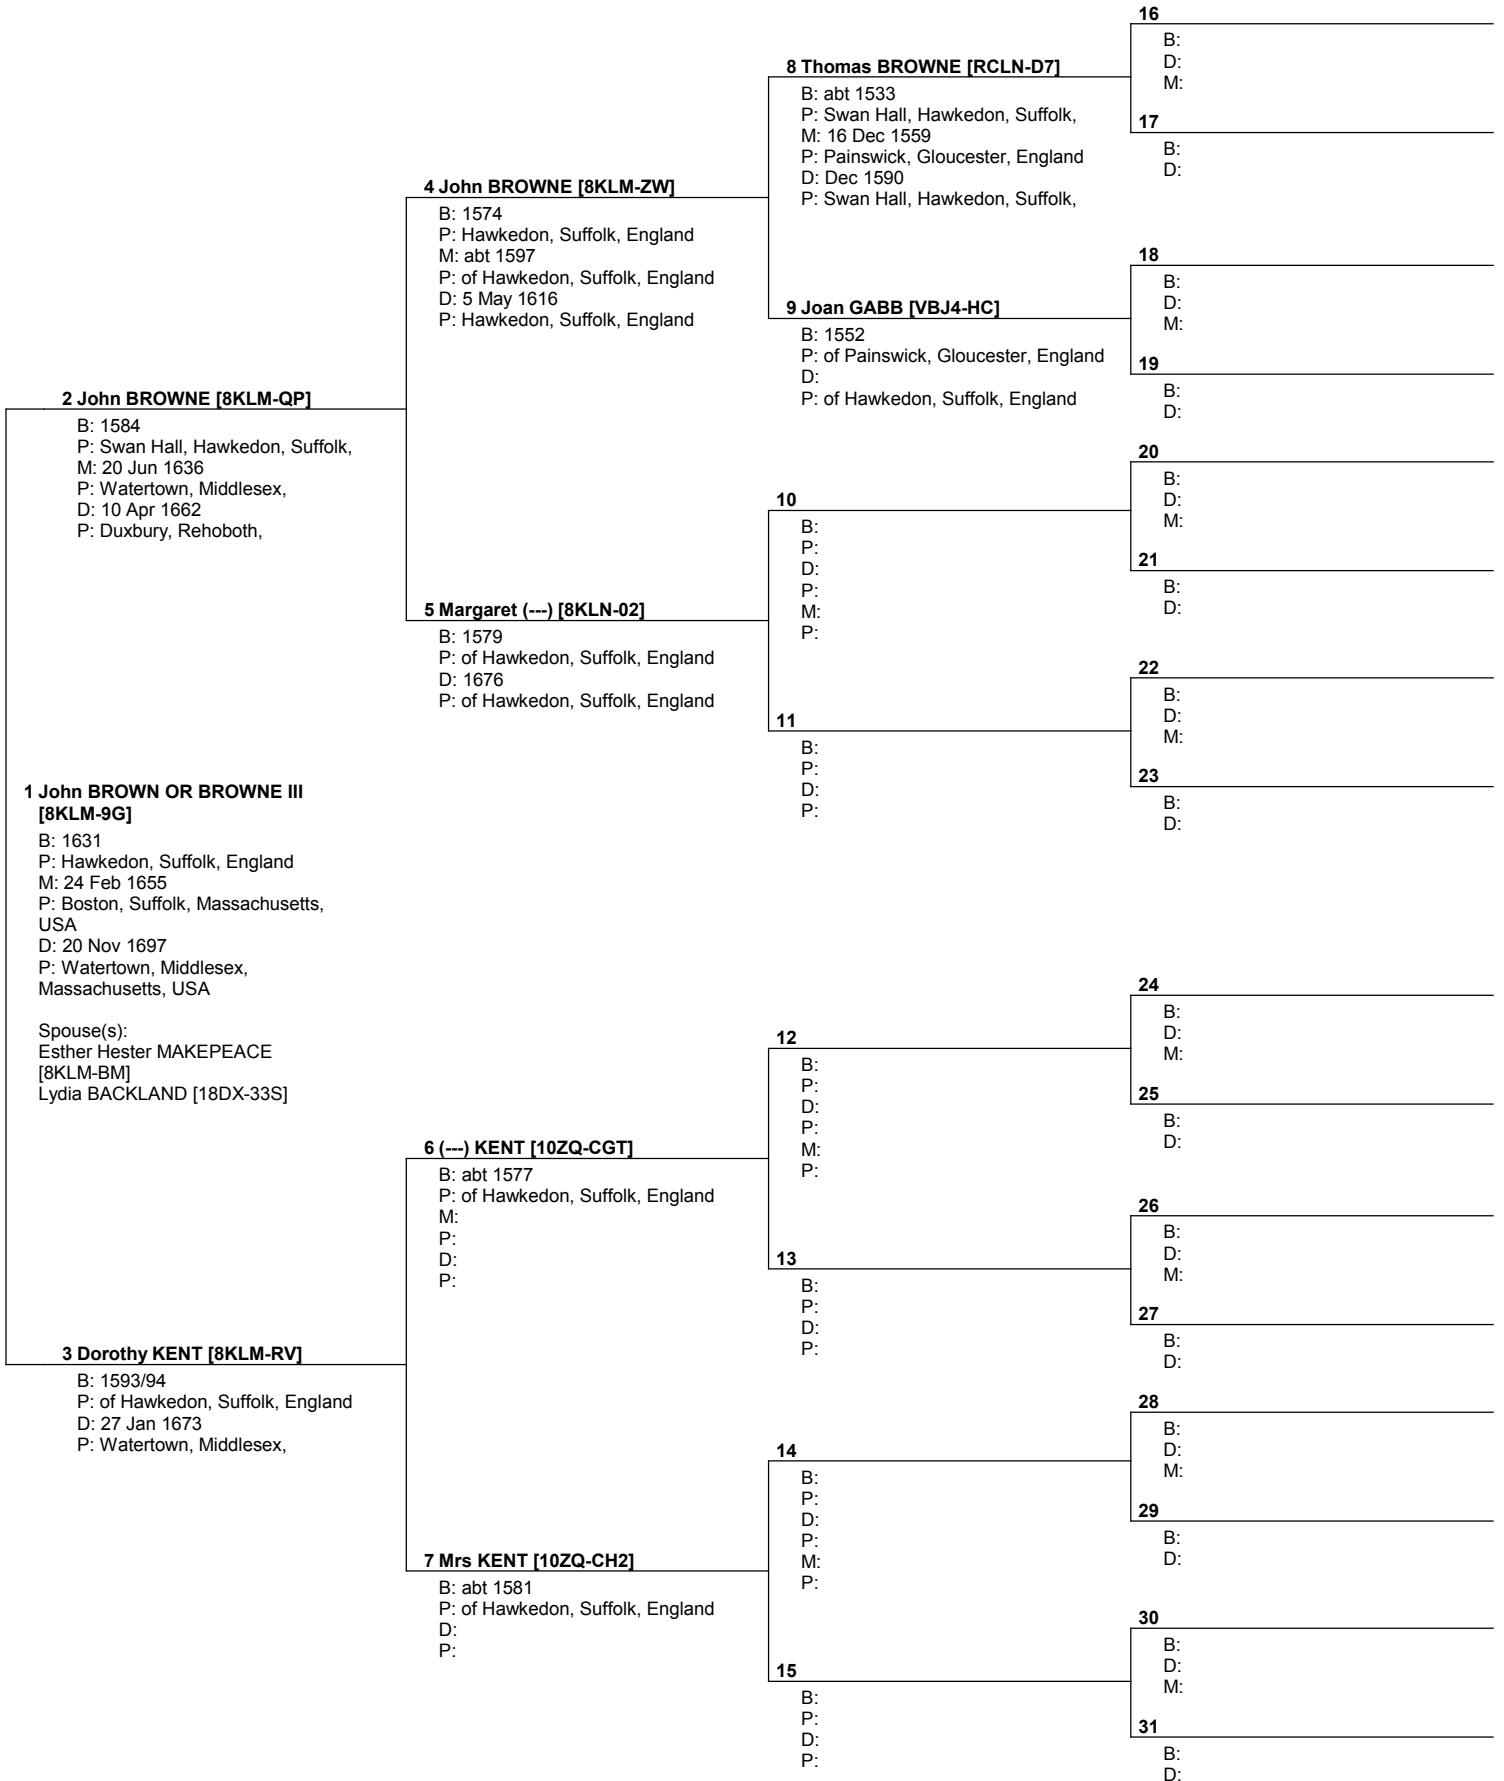 1 John BROWN OR BROWNE III
[8KLM-9G]
B: 1631
P: Hawkedon, Suffolk, England
M: 24 Feb 1655
P: Boston, Suffolk, Massachusetts,
USA
D: 20 Nov 1697
P: Watertown, Middlesex,
Massachusetts, USA
Spouse(s):
Esther Hester MAKEPEACE
[8KLM-BM]
Lydia BACKLAND [18DX-33S]
2 John BROWNE [8KLM-QP]
B: 1584
P: Swan Hall, Hawkedon, Suffolk,
M: 20 Jun 1636
P: Watertown, Middlesex,
D: 10 Apr 1662
P: Duxbury, Rehoboth,
3 Dorothy KENT [8KLM-RV]
B: 1593/94
P: of Hawkedon, Suffolk, England
D: 27 Jan 1673
P: Watertown, Middlesex,
4 John BROWNE [8KLM-ZW]
B: 1574
P: Hawkedon, Suffolk, England
M: abt 1597
P: of Hawkedon, Suffolk, England
D: 5 May 1616
P: Hawkedon, Suffolk, England
5 Margaret (---) [8KLN-02]
B: 1579
P: of Hawkedon, Suffolk, England
D: 1676
P: of Hawkedon, Suffolk, England
6 (---) KENT [10ZQ-CGT]
B: abt 1577
P: of Hawkedon, Suffolk, England
M:
P:
D:
P:
7 Mrs KENT [10ZQ-CH2]
B: abt 1581
P: of Hawkedon, Suffolk, England
D:
P:
8 Thomas BROWNE [RCLN-D7]
B: abt 1533
P: Swan Hall, Hawkedon, Suffolk,
M: 16 Dec 1559
P: Painswick, Gloucester, England
D: Dec 1590
P: Swan Hall, Hawkedon, Suffolk,
9 Joan GABB [VBJ4-HC]
B: 1552
P: of Painswick, Gloucester, England
D:
P: of Hawkedon, Suffolk, England
10
B:
P:
D:
P:
M:
P:
11
B:
P:
D:
P:
12
B:
P:
D:
P:
M:
P:
13
B:
P:
D:
P:
14
B:
P:
D:
P:
M:
P:
15
B:
P:
D:
P:
16
B:
D:
M:
17
B:
D:
18
B:
D:
M:
19
B:
D:
20
B:
D:
M:
21
B:
D:
22
B:
D:
M:
23
B:
D:
24
B:
D:
M:
25
B:
D:
26
B:
D:
M:
27
B:
D:
28
B:
D:
M:
29
B:
D:
30
B:
D:
M:
31
B:
D: